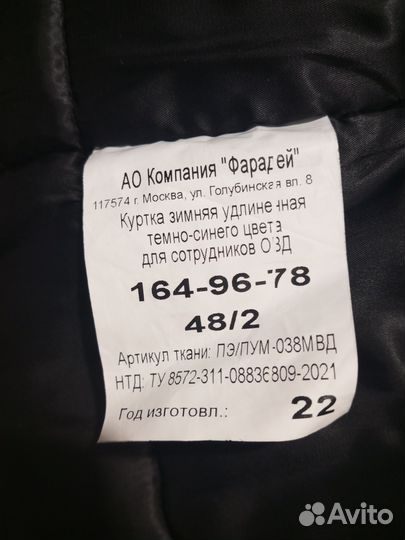 АО Компания "Фарадей"
117574 г. Москва, ул. Голубинская вл. 8
Куртка зимняя удлиненная
темно-синего цвета
для сотрудников ОВД
164-96-78
48/2
Артикул ткани: ПЭ/ПУМ-038МВД
НТД: ТУ 8572-311-08836809-2021
Год изготовл.: 22
Avito